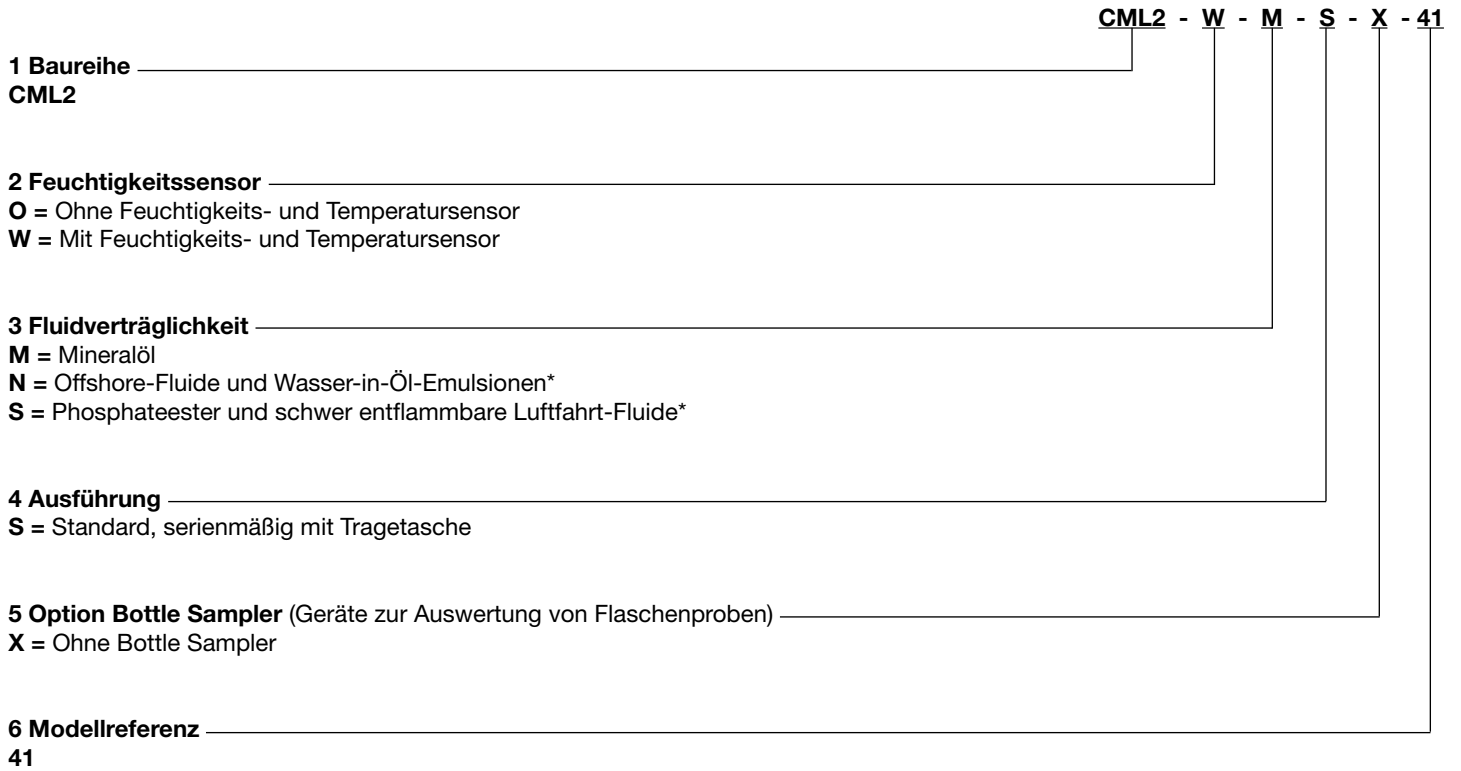 CML2 - W - M - S - X - 41
1 Baureihe
CML2
2 Feuchtigkeitssensor
O = Ohne Feuchtigkeits- und Temperatursensor
W = Mit Feuchtigkeits- und Temperatursensor
3 Fluidverträglichkeit
M = Mineralöl
N = Offshore-Fluide und Wasser-in-Öl-Emulsionen*
S = Phosphateester und schwer entflammbare Luftfahrt-Fluide*
4 Ausführung
S = Standard, serienmäßig mit Tragetasche
5 Option Bottle Sampler (Geräte zur Auswertung von Flaschenproben)
X = Ohne Bottle Sampler
6 Modellreferenz
41